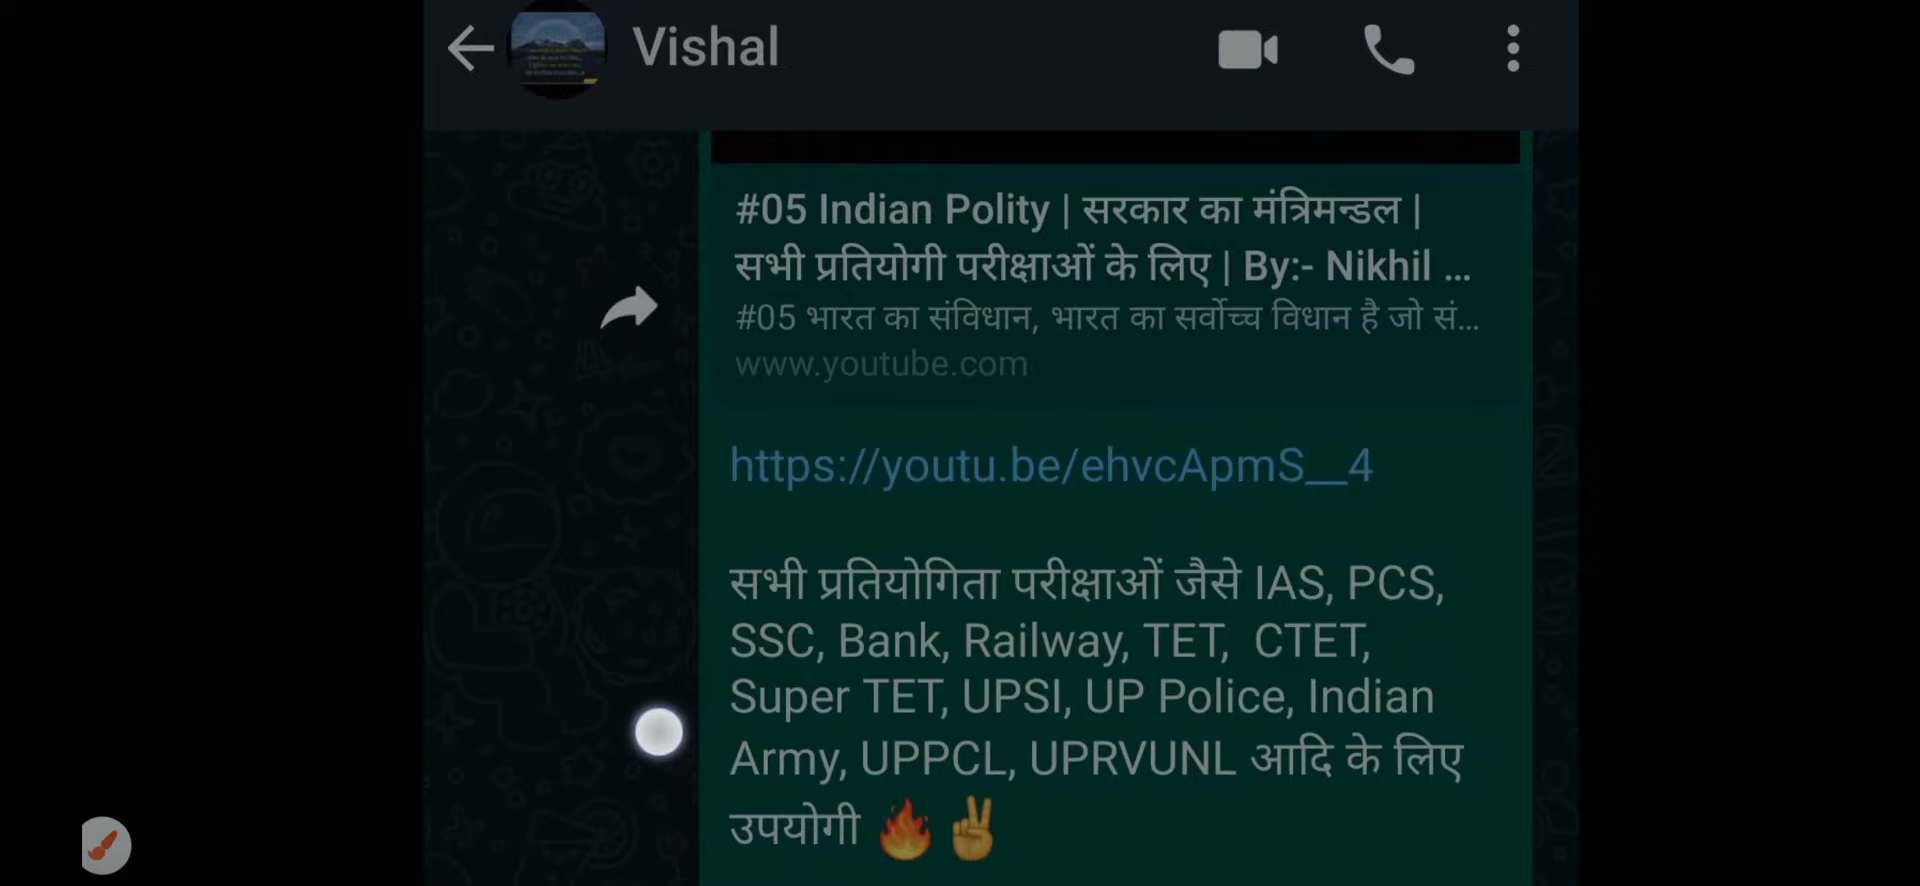 Vishal
#05 Indian Polity | सरकार का मंत्रिमन्डल |
सभी प्रतियोगी परीक्षाओं के लिए | By:- Nikhil ...
#05 भारत का संविधान, भारत का सर्वोच्च विधान है जो सं...
www.youtube.com
https://youtu.be/ehvcApmS__4
सभी प्रतियोगिता परीक्षाओं जैसे IAS, PCS,
SSC, Bank, Railway, TET, CTET,
Super TET, UPSI, UP Police, Indian
Army, UPPCL, UPRVUNL आदि के लिए
उपयोगी 🔥✌